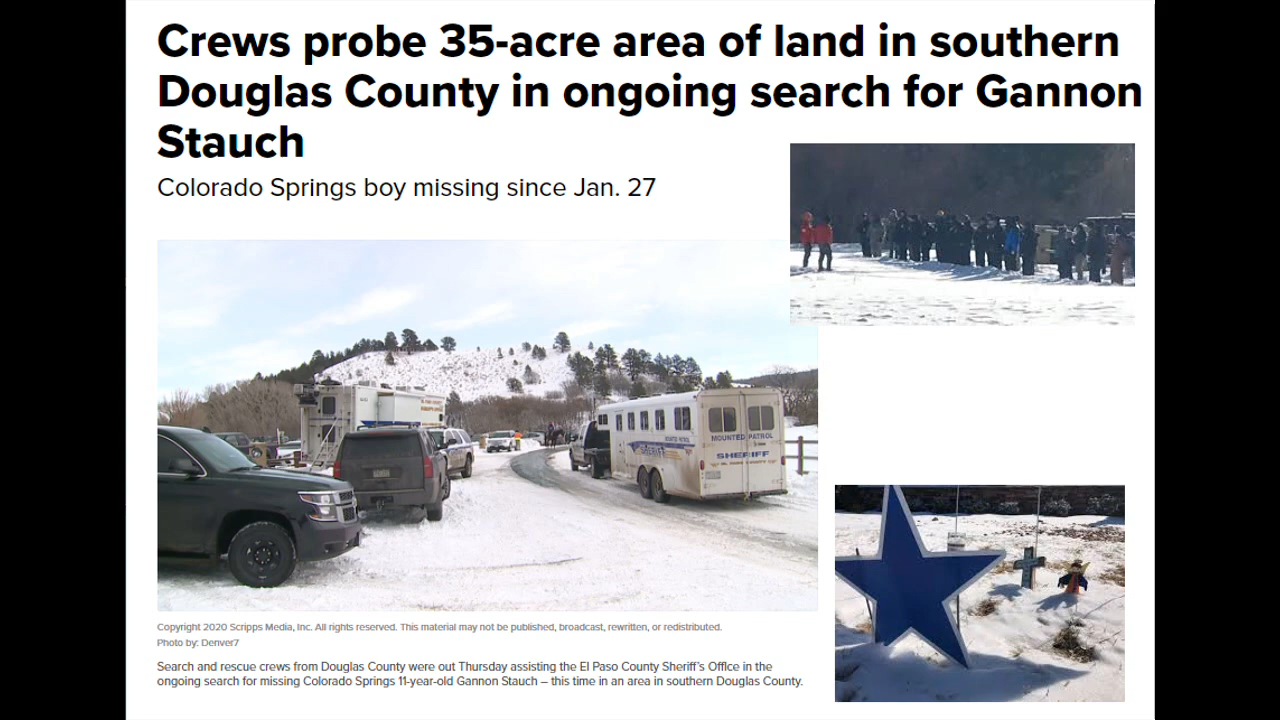 Crews probe 35-acre area of land in southern
Douglas County in ongoing search for Gannon
Stauch
Colorado Springs boy missing since Jan. 27
MOUNTED PATROL
SHERIFF
MOUNTED PATROL
SHERIFF
Copyright 2020 Scripps Media, Inc. All rights reserved. This material may not be published, broadcast, rewritten, or redistributed.
Photo by: Denver7
Search and rescue crews from Douglas County were out Thursday assisting the El Paso County Sheriff's Office in the
ongoing search for missing Colorado Springs 11-year-old Gannon Stauch – this time in an area in southern Douglas County.